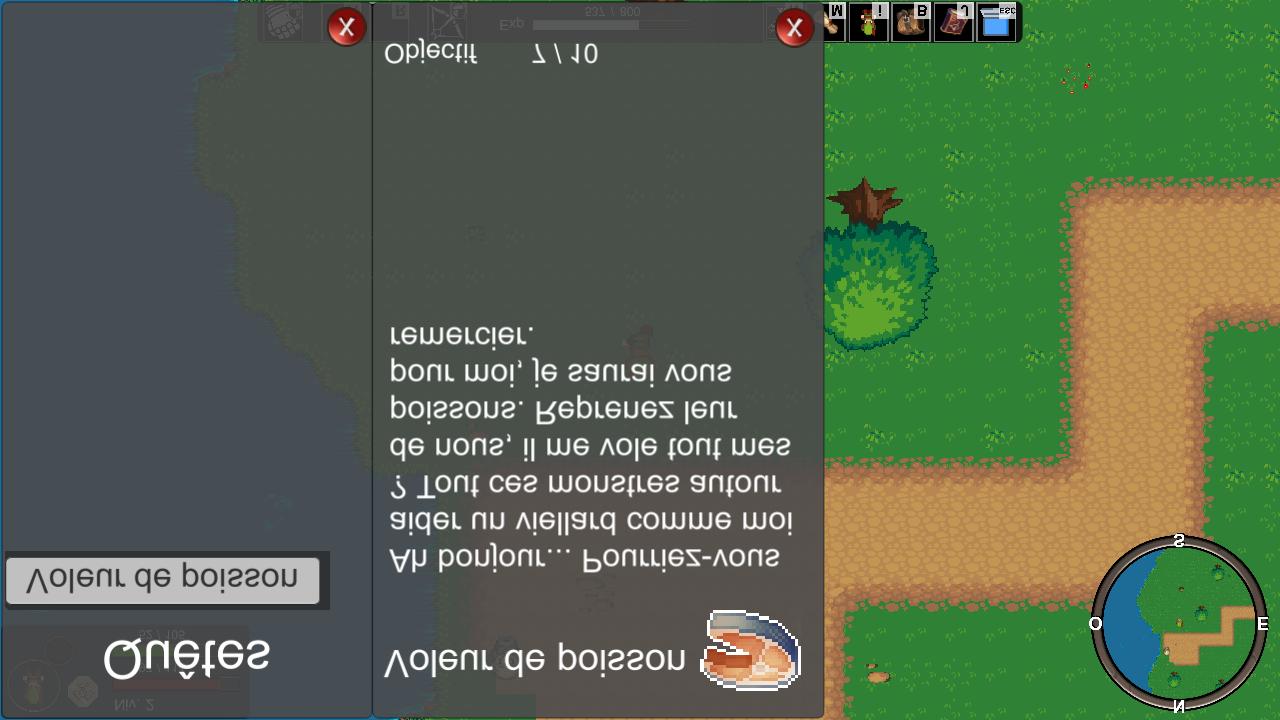 Quêtes
Voleur de poisson
Niv. 2
Voleur de poisson
Ah bonjour... Pourriez-vous
aider un viellard comme moi
? Tout ces monstres autour
de nous, il me vole tout mes
poissons. Reprenez leur
pour moi, je saurai vous
remercier.
Objectif 7 / 10
X
X
Exp 537 / 800
R
M
I
B
J
ESC
N
O
E
S